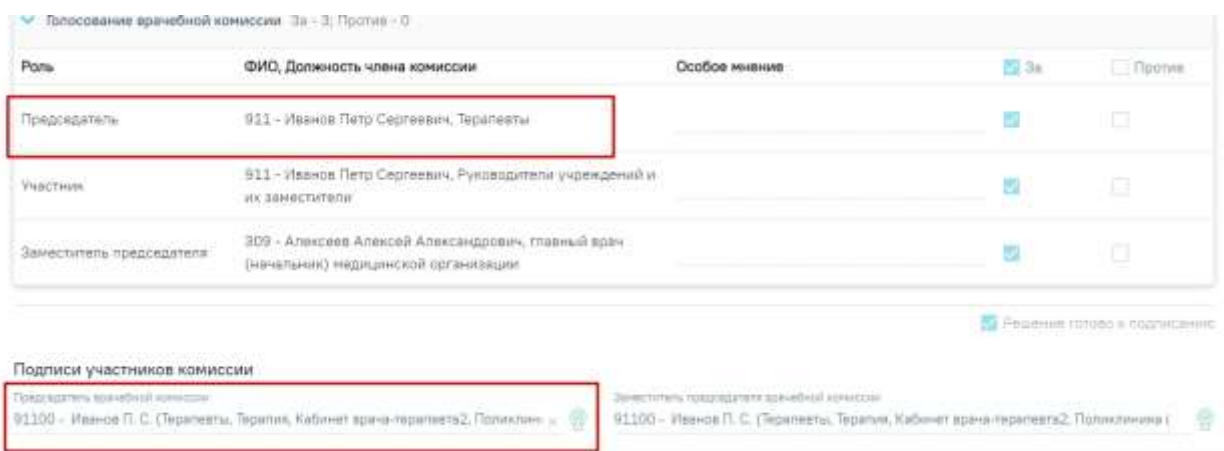 Голосование врачебной комиссии За - 3; Против - 0
Роль ФИО, Должность члена комиссии Особое мнение За Против
Председатель 911 - Иванов Петр Сергеевич, Терапевты
Участник 911 - Иванов Петр Сергеевич, Руководители учреждений и
их заместители
Заместитель председателя 309 - Алексеев Алексей Александрович, главный врач
(начальник) медицинской организации
Решение готово к подписанию
Подписи участников комиссии
Председатель врачебной комиссии Заместитель председателя врачебной комиссии
91100 - Иванов П. С. (Терапевты, Терапия, Кабинет врача-терапевта2, Поликлин 91100 - Иванов П. С. (Терапевты, Терапия, Кабинет врача-терапевта2, Поликлиника (